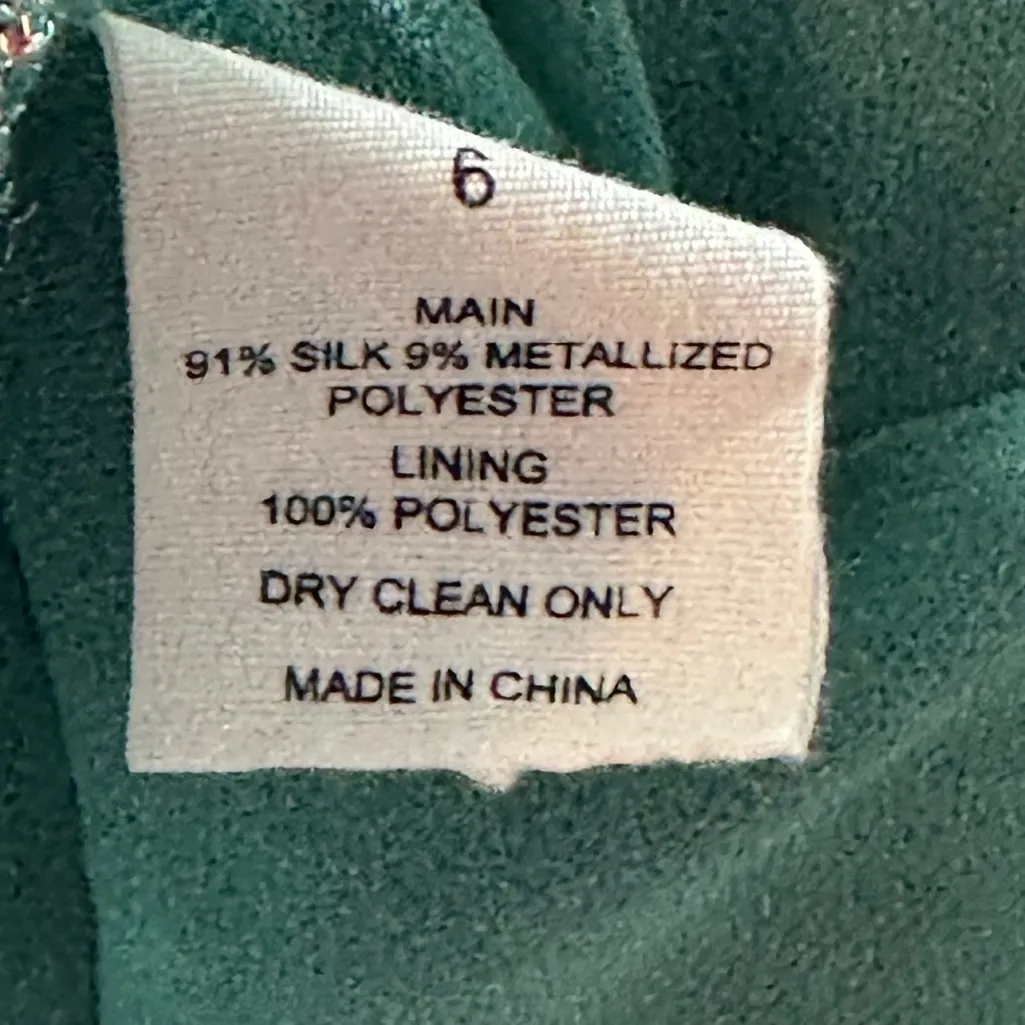 6
MAIN
91% SILK 9% METALLIZED
POLYESTER
LINING
100% POLYESTER
DRY CLEAN ONLY
MADE IN CHINA